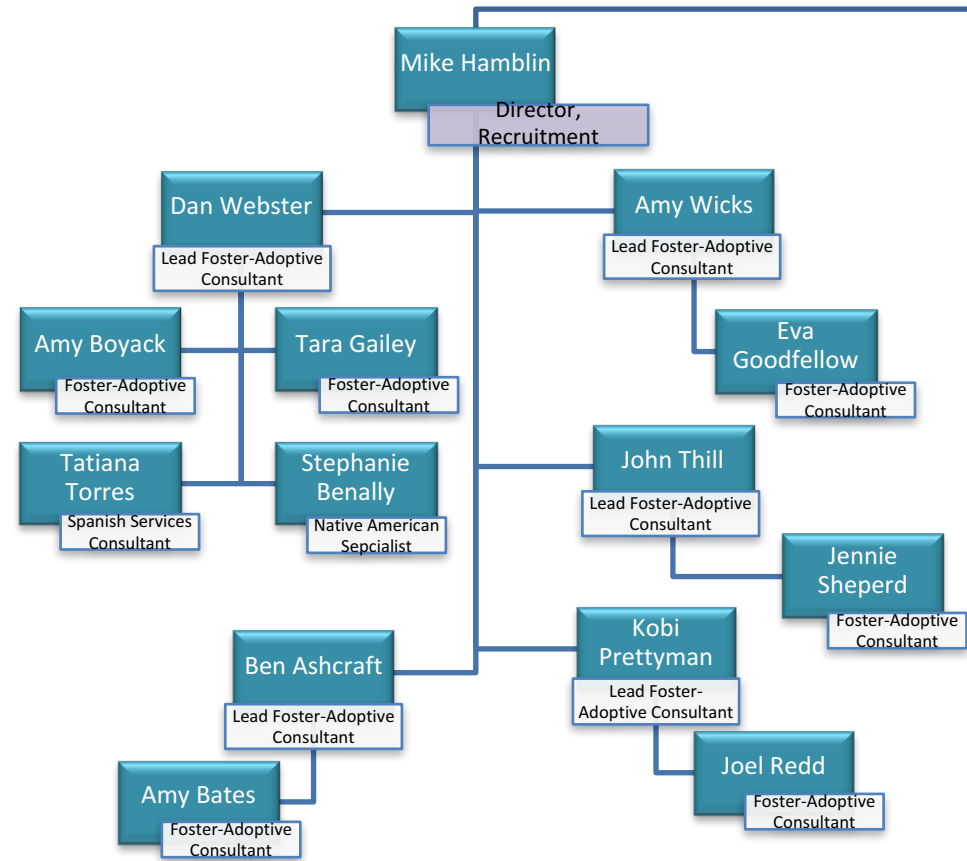 Mike Hamblin
Director,
Recruitment
Dan Webster
Lead Foster-Adoptive
Consultant
Amy Wicks
Lead Foster-Adoptive
Consultant
Amy Boyack
Foster-Adoptive
Consultant
Tara Gailey
Foster-Adoptive
Consultant
Eva
Goodfellow
Foster-Adoptive
Consultant
Tatiana
Torres
Spanish Services
Consultant
Stephanie
Benally
Native American
Sepcialist
John Thill
Lead Foster-Adoptive
Consultant
Jennie
Sheperd
Foster-Adoptive
Consultant
Ben Ashcraft
Lead Foster-Adoptive
Consultant
Kobi
Prettyman
Lead Foster-
Adoptive Consultant
Amy Bates
Foster-Adoptive
Consultant
Joel Redd
Foster-Adoptive
Consultant